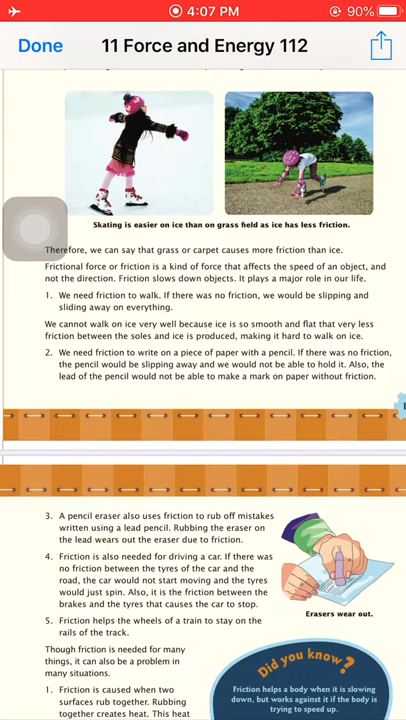 4:07 PM
90%
Done
11 Force and Energy 112
Skating is easier on ice than on grass field as ice has less friction.
Therefore, we can say that grass or carpet causes more friction than ice.
Frictional force or friction is a kind of force that affects the speed of an object, and
not the direction. Friction slows down objects. It plays a major role in our life.
1. We need friction to walk. If there was no friction, we would be slipping and
sliding away on everything.
We cannot walk on ice very well because ice is so smooth and flat that very less
friction between the soles and ice is produced, making it hard to walk on ice.
2. We need friction to write on a piece of paper with a pencil. If there was no friction,
the pencil would be slipping away and we would not be able to hold it. Also, the
lead of the pencil would not be able to make a mark on paper without friction.
3. A pencil eraser also uses friction to rub off mistakes
written using a lead pencil. Rubbing the eraser on
the lead wears out the eraser due to friction.
4. Friction is also needed for driving a car. If there was
no friction between the tyres of the car and the
road, the car would not start moving and the tyres
would just spin. Also, it is the friction between the
brakes and the tyres that causes the car to stop.
Erasers wear out.
5. Friction helps the wheels of a train to stay on the
rails of the track.
Though friction is needed for many
things, it can also be a problem in
many situations.
1. Friction is caused when two
surfaces rub together. Rubbing
together creates heat. This heat
Did you know?
Friction helps a body when it is slowing
down, but works against it if the body is
trying to speed up.